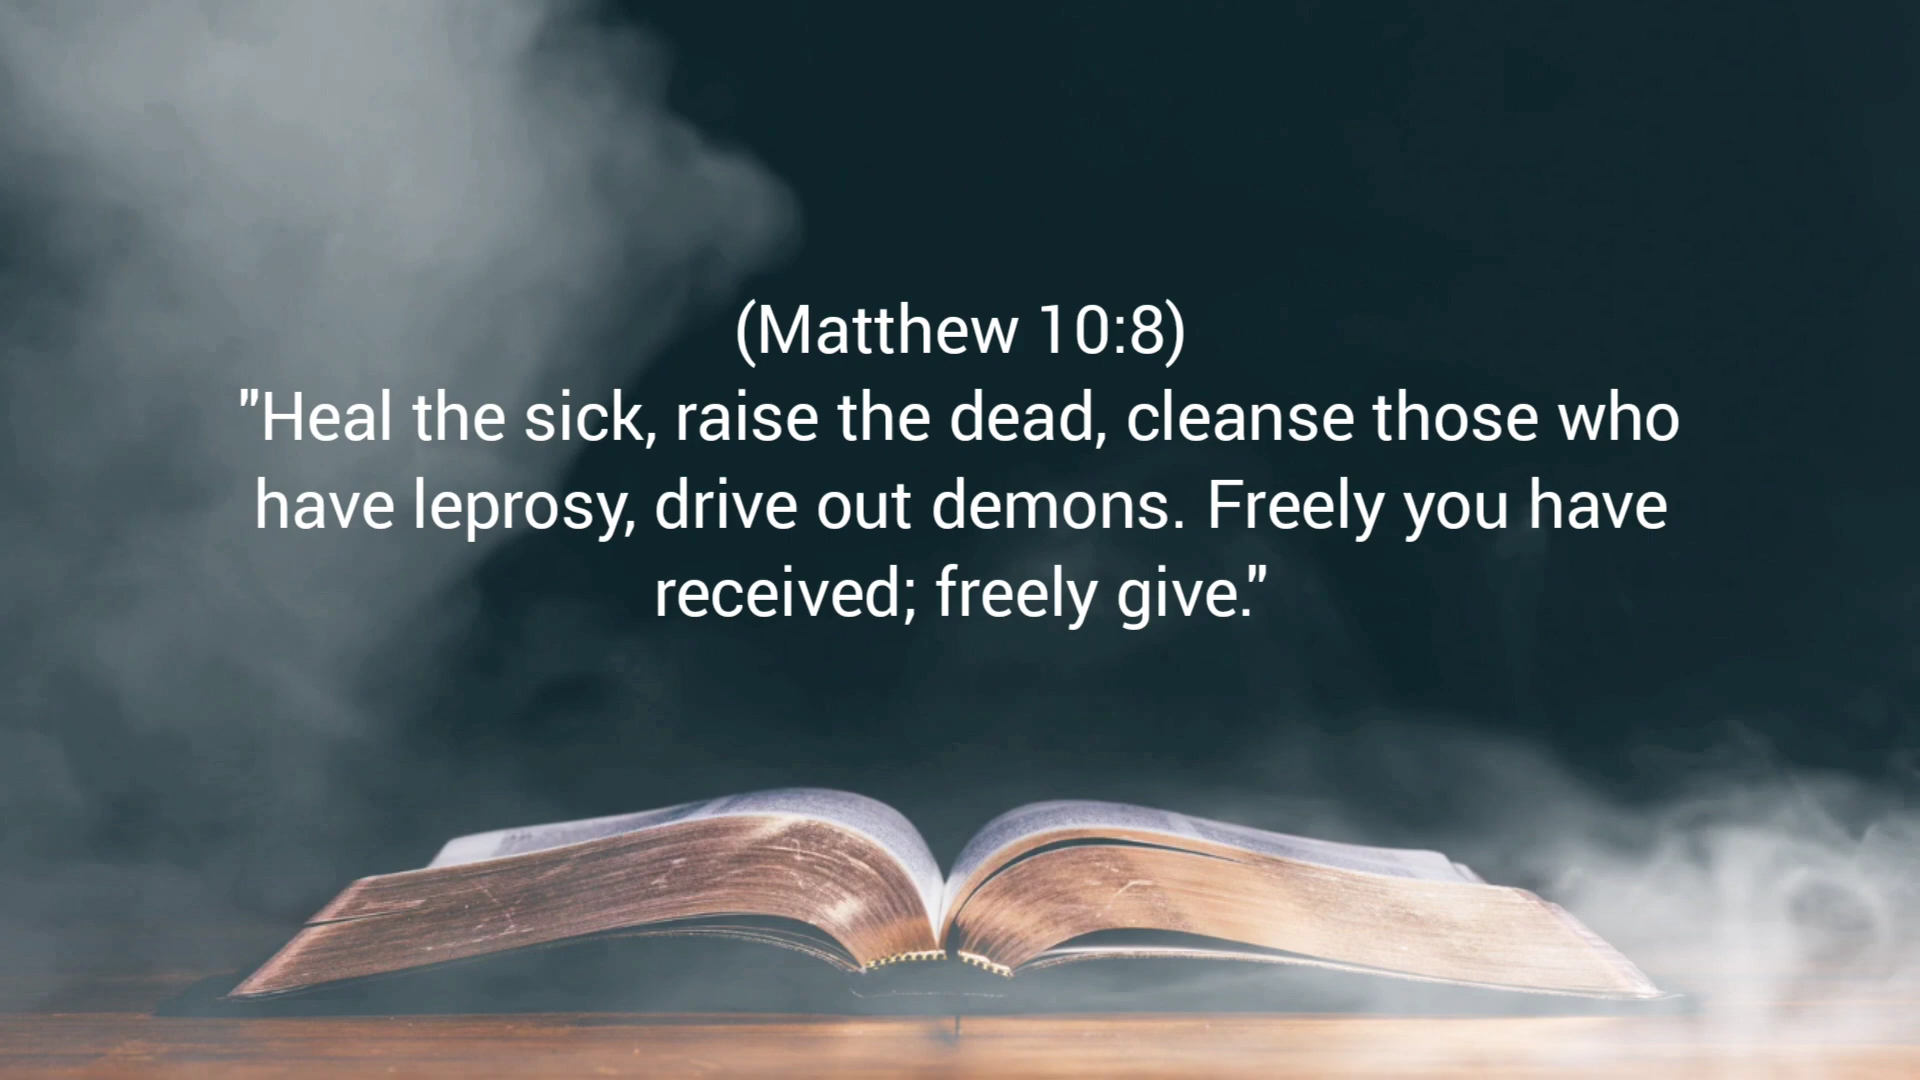 (Matthew 10:8)
"Heal the sick, raise the dead, cleanse those who
have leprosy, drive out demons. Freely you have
received; freely give."